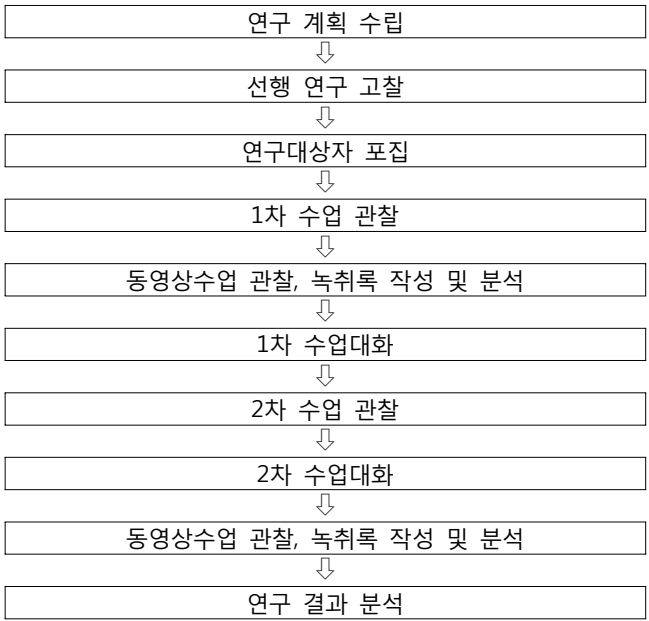 연구 계획 수립
선행 연구 고찰
연구대상자 포집
1차 수업 관찰
동영상수업 관찰, 녹취록 작성 및 분석
1차 수업대화
2차 수업 관찰
2차 수업대화
동영상수업 관찰, 녹취록 작성 및 분석
연구 결과 분석